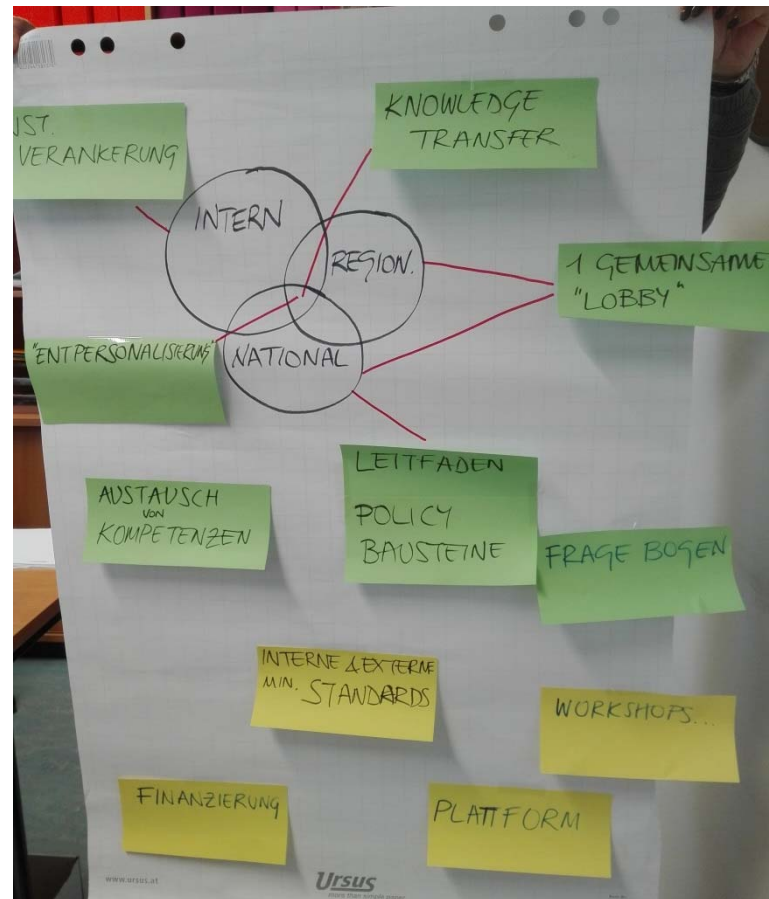 IST.
VERANKERUNG
KNOWLEDGE
TRANSFER
INTERN
REGION.
NATIONAL
1 GEMEINSAME
"LOBBY"
"ENTPERSONALISIERUNG"
LEITFADEN
POLICY
BAUSTEINE
AUSTAUSCH
VON
KOMPETENZEN
FRAGE BOGEN
INTERNE & EXTERNE
MIN. STANDARDS
WORKSHOPS...
FINANZIERUNG
PLATTFORM
www.ursus.at
Ursus